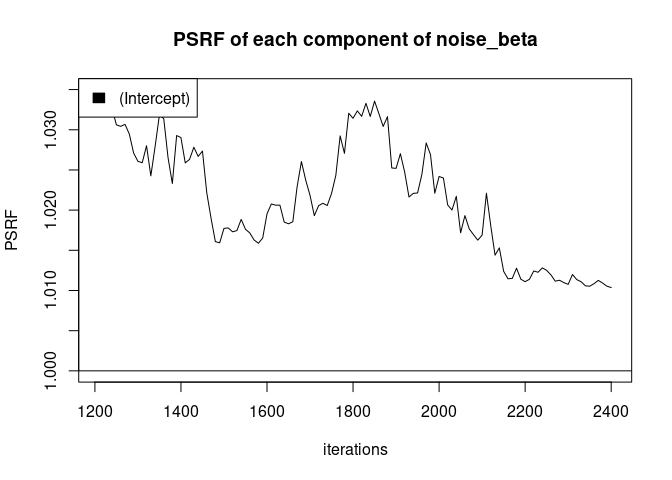 PSRF of each component of noise_beta
(Intercept)
PSRF
1.030
1.020
1.010
1.000
1200 1400 1600 1800 2000 2200 2400
iterations